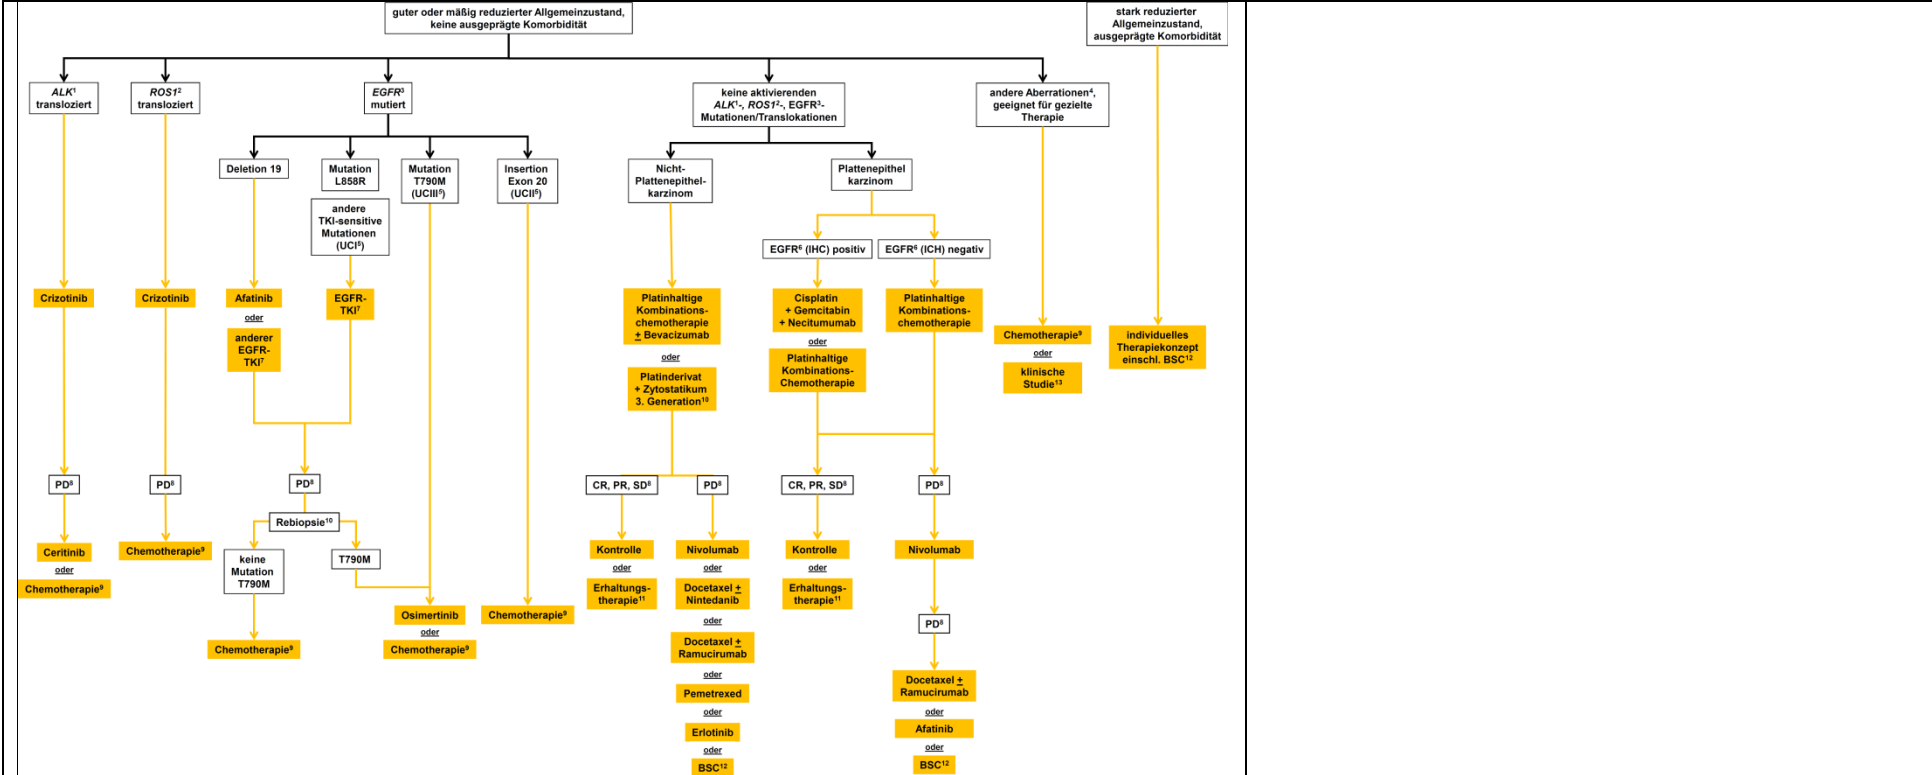 guter oder mäßig reduzierter Allgemeinzustand,
keine ausgeprägte Komorbidität
stark reduzierter
Allgemeinzustand,
ausgeprägte Komorbidität
ALK¹
transloziert
ROS1²
transloziert
EGFR³
mutiert
keine aktivierenden
ALK¹-, ROS1²-, EGFR³-
Mutationen/Translokationen
andere Aberrationen⁴,
geeignet für gezielte
Therapie
Deletion 19
Mutation
L858R
andere
TKI-sensitive
Mutationen
(UCI⁵)
Mutation
T790M
(UCIII⁵)
Insertion
Exon 20
(UCII⁵)
Nicht-
Plattenepithel-
karzinom
Plattenepithel
karzinom
EGFR⁶ (IHC) positiv
EGFR⁶ (ICH) negativ
Crizotinib
Crizotinib
Afatinib
oder
anderer
EGFR-
TKI⁷
EGFR-
TKI⁷
Platinhaltige
Kombinations-
chemotherapie
± Bevacizumab
oder
Platinderivat
+ Zytostatikum
3. Generation¹⁰
Cisplatin
+ Gemcitabin
+ Necitumumab
oder
Platinhaltige
Kombinations-
Chemotherapie
Platinhaltige
Kombinations-
chemotherapie
Chemotherapie⁹
oder
klinische
Studie¹³
individuelles
Therapiekonzept
einschl. BSC¹²
PD⁸
PD⁸
PD⁸
CR, PR, SD⁸
PD⁸
CR, PR, SD⁸
PD⁸
Rebiopsie¹⁰
Ceritinib
oder
Chemotherapie⁹
Chemotherapie⁹
keine
Mutation
T790M
T790M
Chemotherapie⁹
Osimertinib
oder
Chemotherapie⁹
Chemotherapie⁹
Kontrolle
oder
Erhaltungs-
therapie¹¹
Nivolumab
oder
Docetaxel ±
Nintedanib
oder
Docetaxel ±
Ramucirumab
oder
Pemetrexed
oder
Erlotinib
oder
BSC¹²
Kontrolle
oder
Erhaltungs-
therapie¹¹
Nivolumab
PD⁸
Docetaxel ±
Ramucirumab
oder
Afatinib
oder
BSC¹²